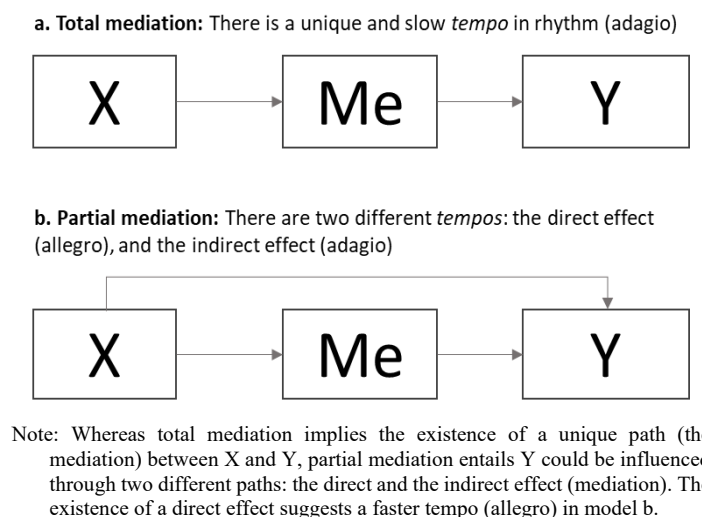 a. Total mediation: There is a unique and slow tempo in rhythm (adagio)
X Me Y
b. Partial mediation: There are two different tempos: the direct effect
(allegro), and the indirect effect (adagio)
X Me Y
Note: Whereas total mediation implies the existence of a unique path (the
mediation) between X and Y, partial mediation entails Y could be influenced
through two different paths: the direct and the indirect effect (mediation). The
existence of a direct effect suggests a faster tempo (allegro) in model b.